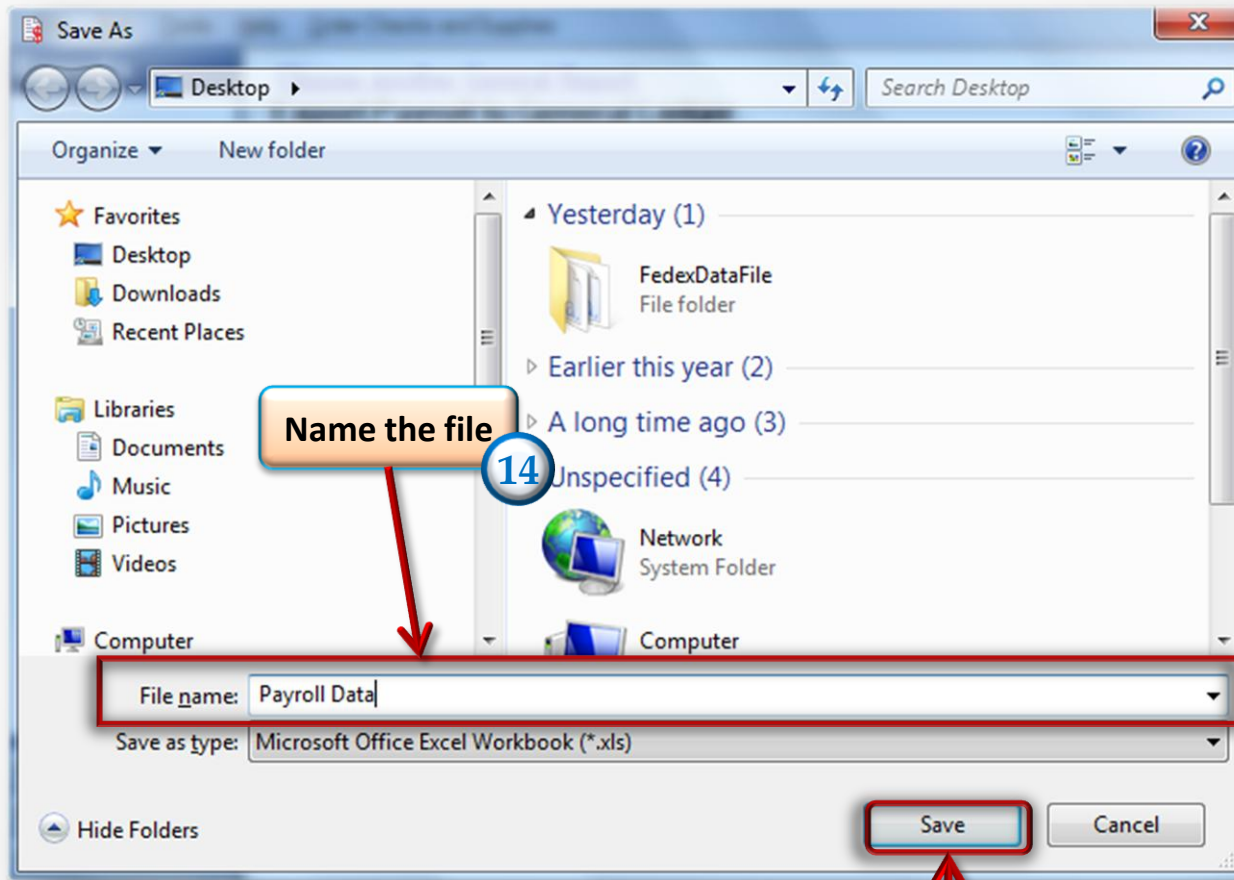 Save As
Desktop
Search Desktop
Organize
New folder
Favorites
Desktop
Downloads
Recent Places
Libraries
Documents
Music
Pictures
Videos
Computer
Yesterday (1)
FedexDataFile
File folder
Earlier this year (2)
A long time ago (3)
Unspecified (4)
Network
System Folder
Computer
Name the file
14
File name: Payroll Data
Save as type: Microsoft Office Excel Workbook (*.xls)
Hide Folders
Save
Cancel